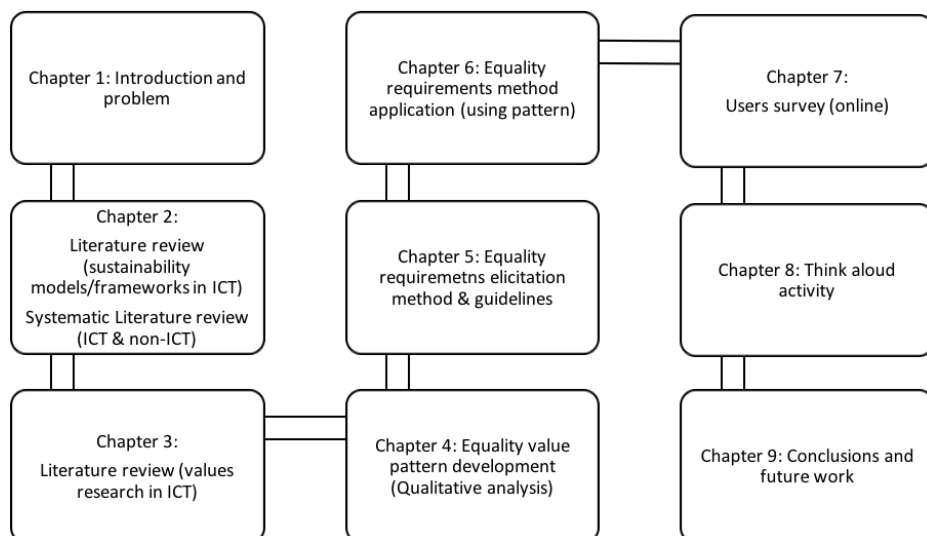 Chapter 1: Introduction and
problem
Chapter 2:
Literature review
(sustainability
models/frameworks in ICT)
Systematic Literature review
(ICT & non-ICT)
Chapter 3:
Literature review (values
research in ICT)
Chapter 4: Equality value
pattern development
(Qualitative analysis)
Chapter 5: Equality
requiremetns elicitation
method & guidelines
Chapter 6: Equality
requirements method
application (using pattern)
Chapter 7:
Users survey (online)
Chapter 8: Think aloud
activity
Chapter 9: Conclusions and
future work